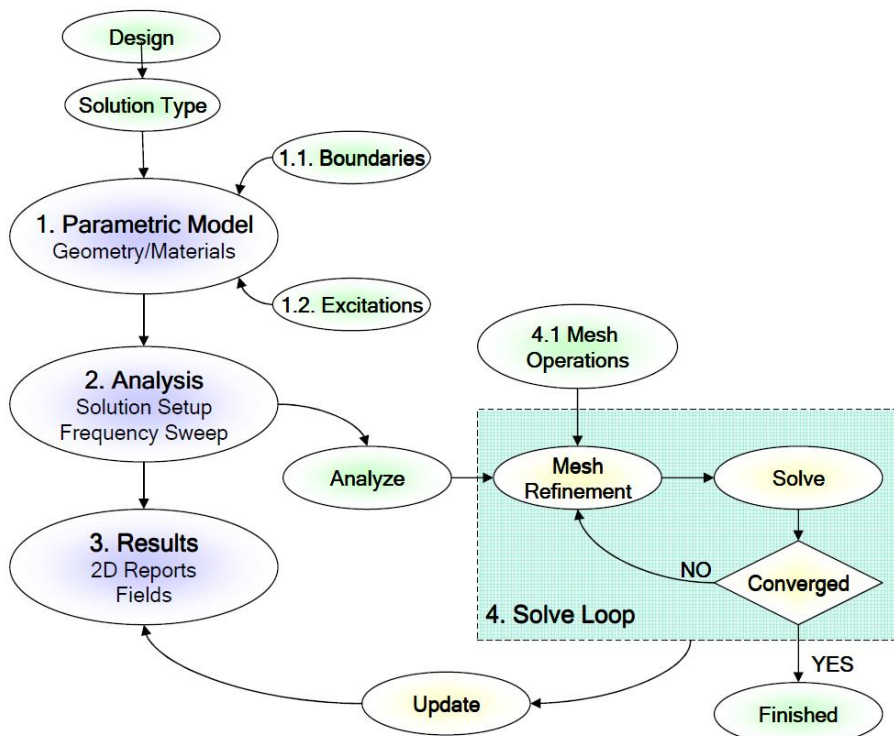 Design
Solution Type
1.1. Boundaries
1. Parametric Model
Geometry/Materials
1.2. Excitations
4.1 Mesh
Operations
2. Analysis
Solution Setup
Frequency Sweep
Analyze
Mesh
Refinement
Solve
3. Results
2D Reports
Fields
NO
Converged
4. Solve Loop
YES
Update
Finished